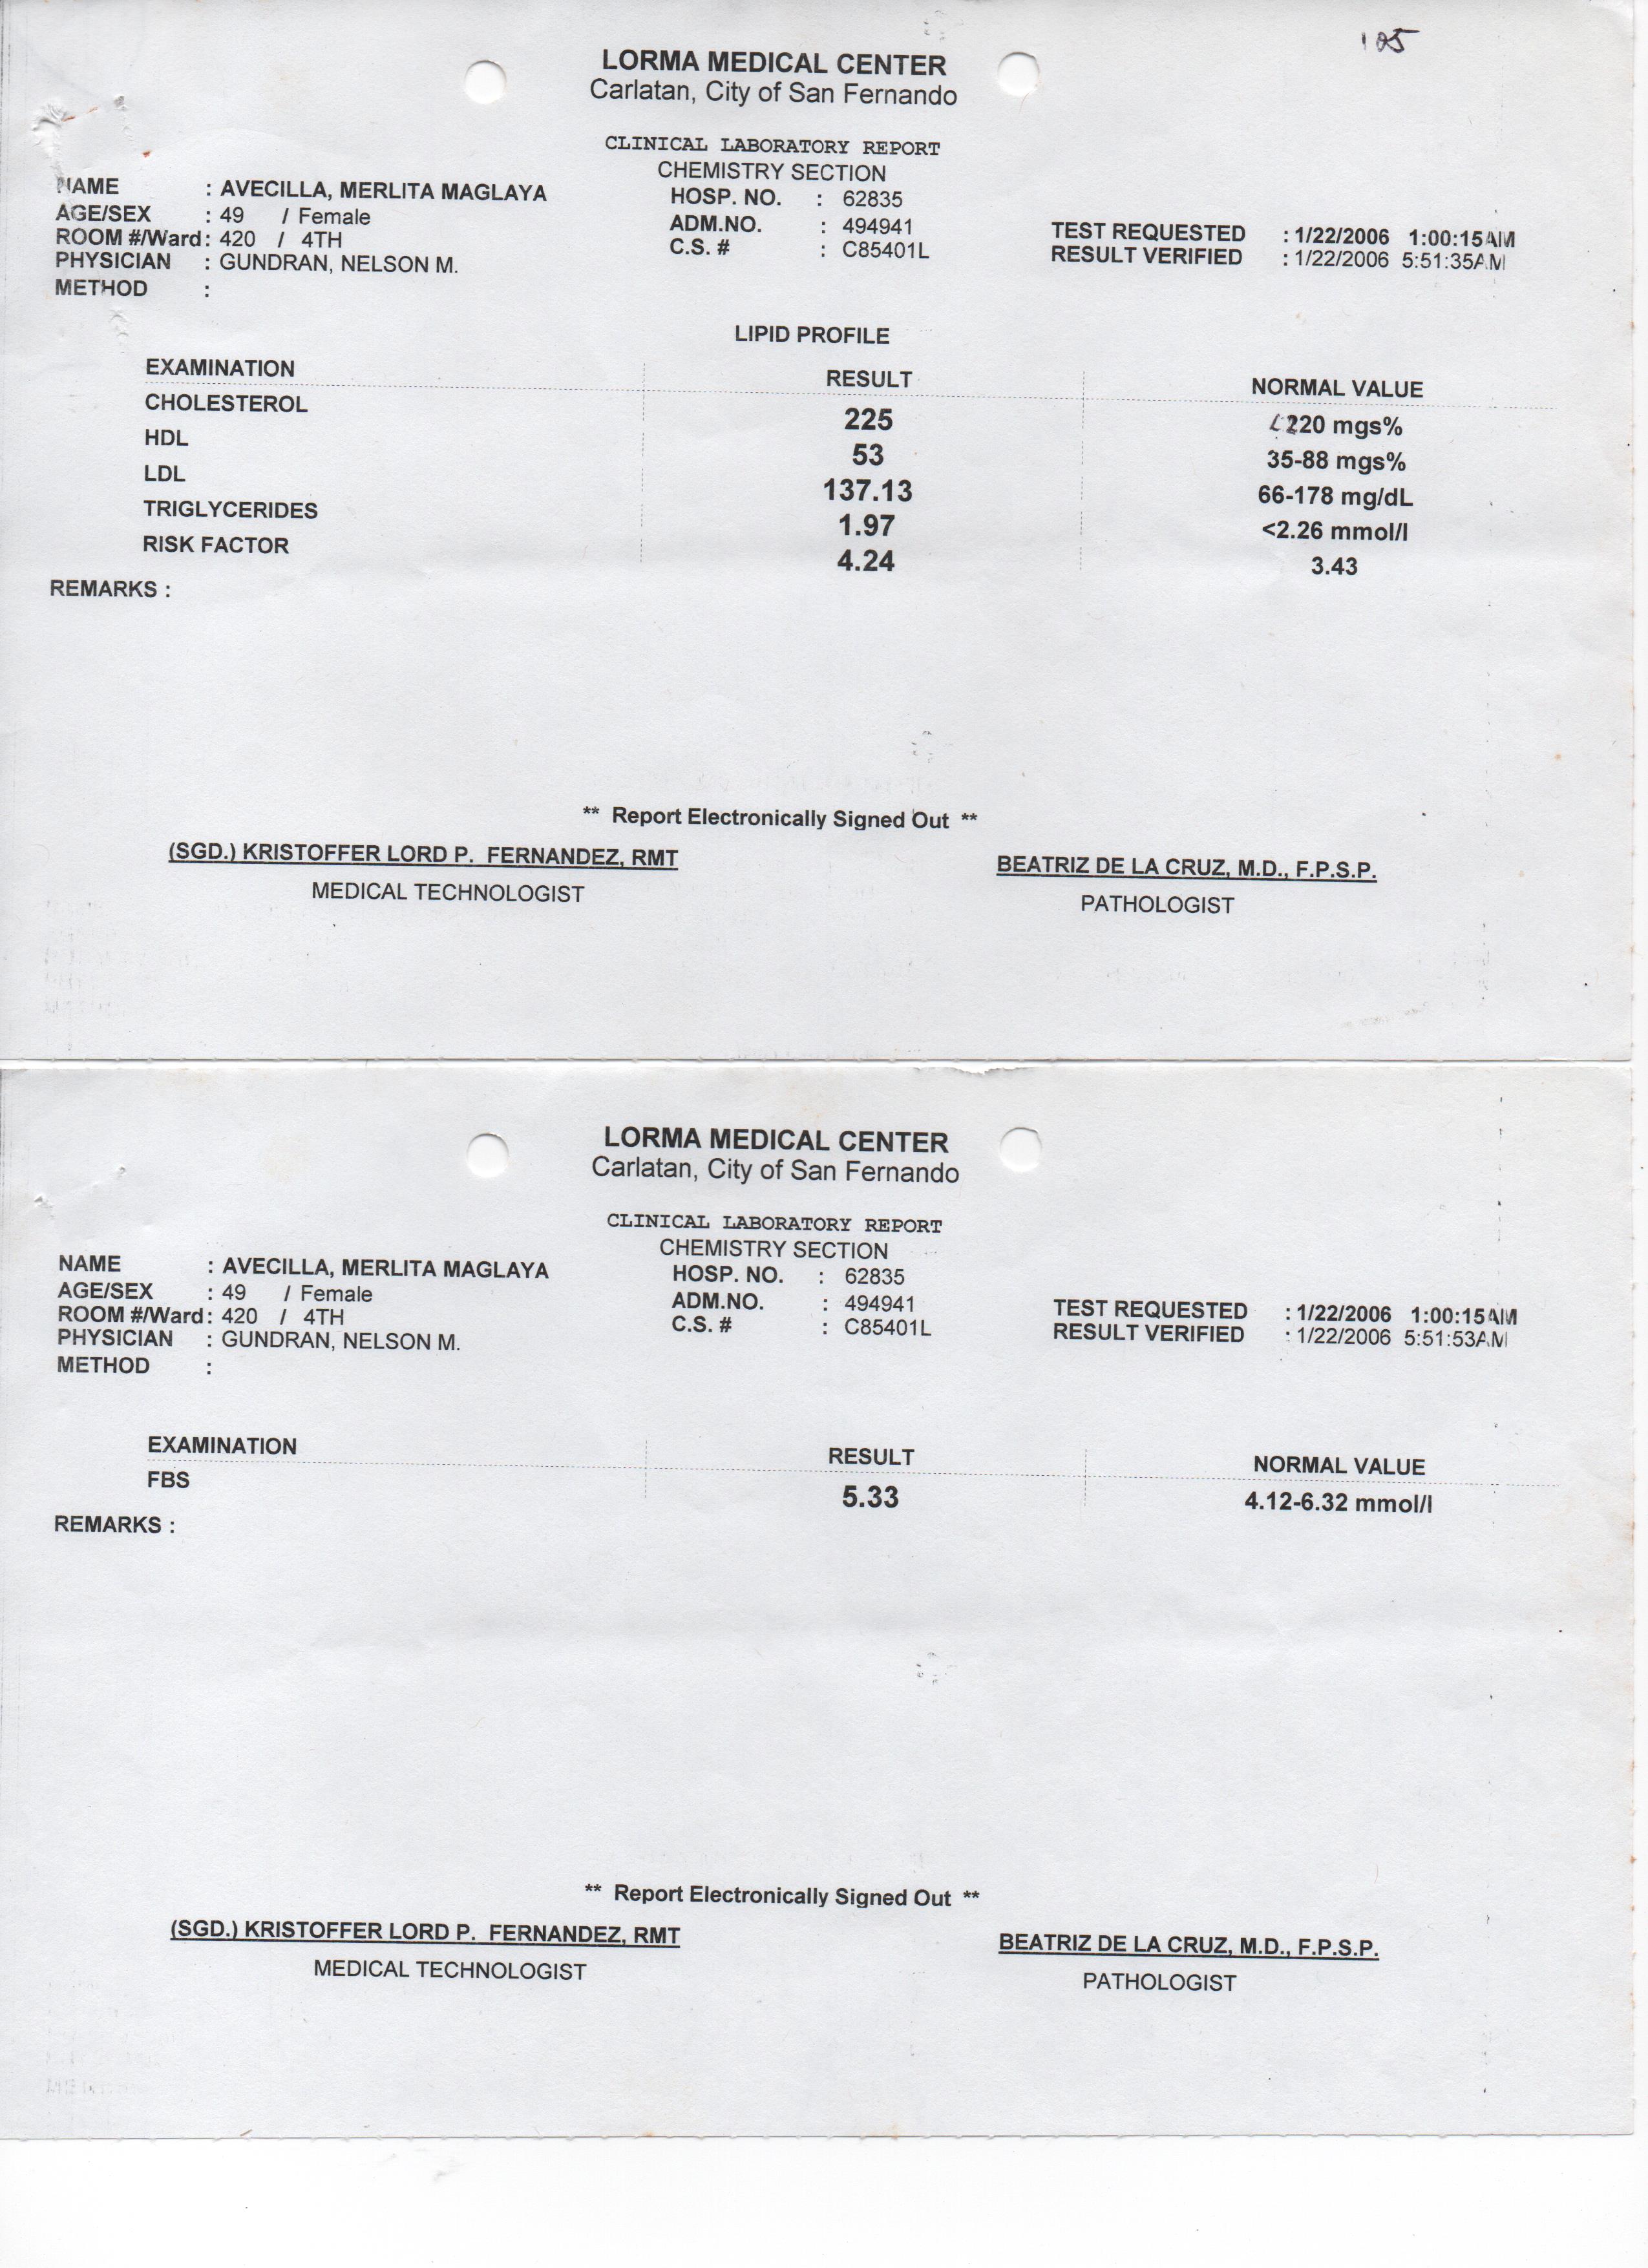 105
LORMA MEDICAL CENTER
Carlatan, City of San Fernando
CLINICAL LABORATORY REPORT
CHEMISTRY SECTION
NAME : AVECILLA, MERLITA MAGLAYA
HOSP. NO. : 62835
AGE/SEX : 49 / Female
ADM.NO. : 494941
TEST REQUESTED : 1/22/2006 1:00:15AM
ROOM #/Ward : 420 / 4TH
C.S. # : C85401L
RESULT VERIFIED : 1/22/2006 5:51:35AM
PHYSICIAN : GUNDRAN, NELSON M.
METHOD :
LIPID PROFILE
EXAMINATION RESULT NORMAL VALUE
CHOLESTEROL 225 <220 mgs%
HDL 53 35-88 mgs%
LDL 137.13 66-178 mg/dL
TRIGLYCERIDES 1.97 <2.26 mmol/l
RISK FACTOR 4.24 3.43
REMARKS :
** Report Electronically Signed Out **
(SGD.) KRISTOFFER LORD P. FERNANDEZ, RMT BEATRIZ DE LA CRUZ, M.D., F.P.S.P.
MEDICAL TECHNOLOGIST PATHOLOGIST
LORMA MEDICAL CENTER
Carlatan, City of San Fernando
CLINICAL LABORATORY REPORT
CHEMISTRY SECTION
NAME : AVECILLA, MERLITA MAGLAYA
HOSP. NO. : 62835
AGE/SEX : 49 / Female
ADM.NO. : 494941
TEST REQUESTED : 1/22/2006 1:00:15AM
ROOM #/Ward : 420 / 4TH
C.S. # : C85401L
RESULT VERIFIED : 1/22/2006 5:51:53AM
PHYSICIAN : GUNDRAN, NELSON M.
METHOD :
EXAMINATION RESULT NORMAL VALUE
FBS 5.33 4.12-6.32 mmol/l
REMARKS :
** Report Electronically Signed Out **
(SGD.) KRISTOFFER LORD P. FERNANDEZ, RMT BEATRIZ DE LA CRUZ, M.D., F.P.S.P.
MEDICAL TECHNOLOGIST PATHOLOGIST